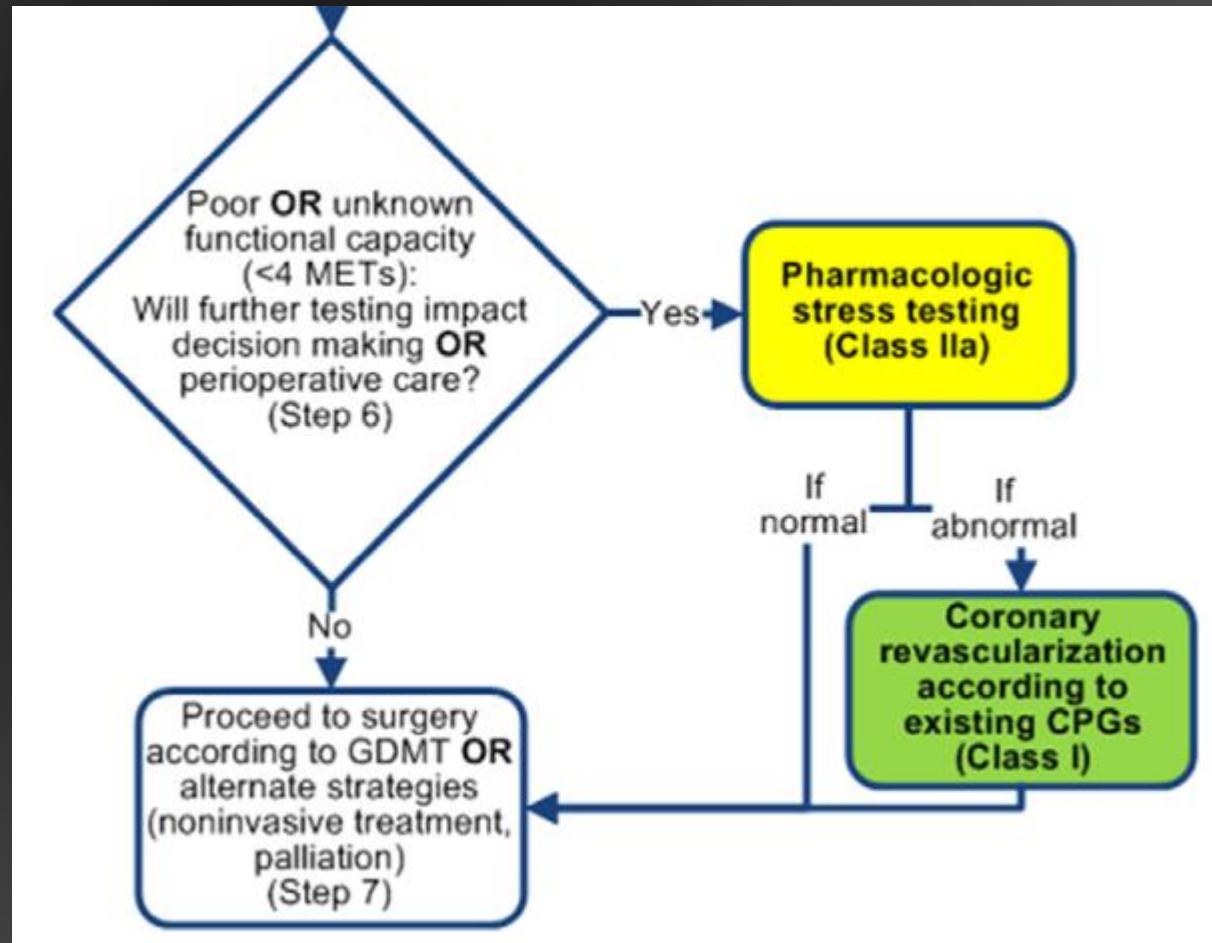 Poor OR unknown
functional capacity
(<4 METs):
Will further testing impact
decision making OR
perioperative care?
(Step 6)
Yes
Pharmacologic
stress testing
(Class IIa)
If
normal
If
abnormal
Coronary
revascularization
according to
existing CPGs
(Class I)
No
Proceed to surgery
according to GDMT OR
alternate strategies
(noninvasive treatment,
palliation)
(Step 7)